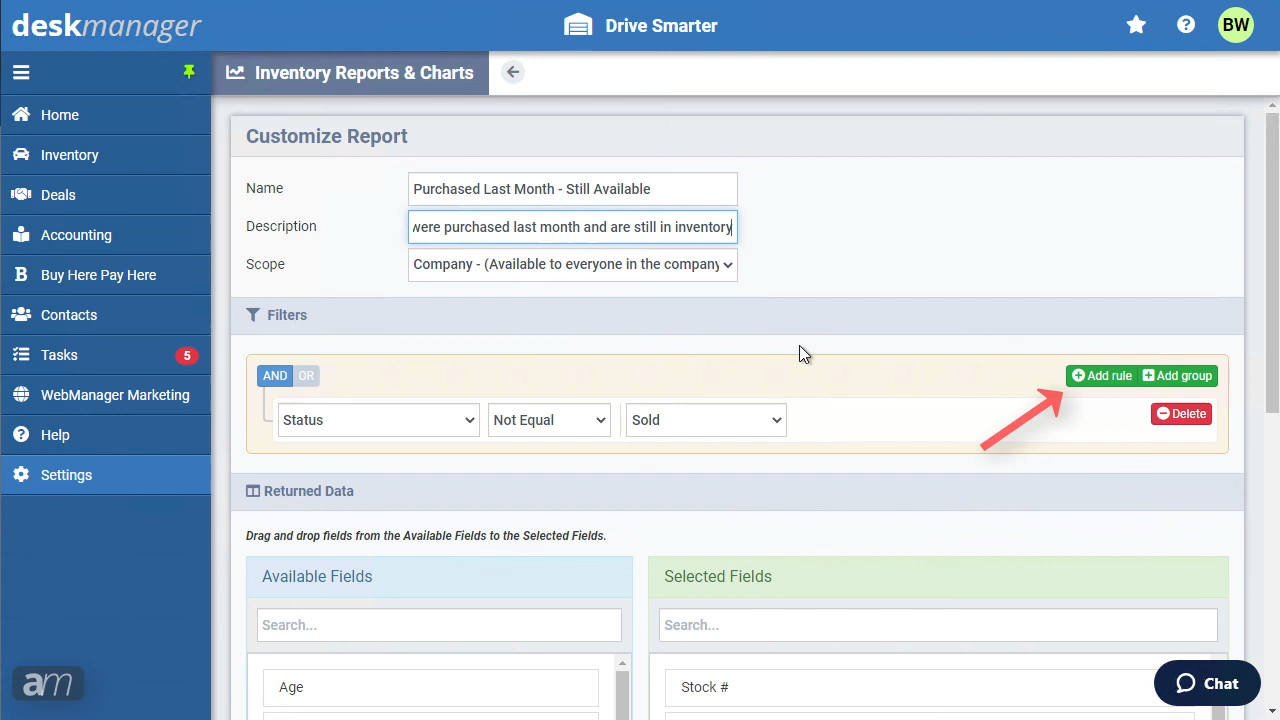 deskmanager
Drive Smarter
BW
Inventory Reports & Charts
Home
Inventory
Deals
Accounting
Buy Here Pay Here
Contacts
Tasks 5
WebManager Marketing
Help
Settings
am
Customize Report
Name Purchased Last Month - Still Available
Description were purchased last month and are still in inventory
Scope Company - (Available to everyone in the company
Filters
AND OR Add rule Add group
Status Not Equal Sold Delete
Returned Data
Drag and drop fields from the Available Fields to the Selected Fields.
Available Fields Selected Fields
Search... Search...
Age Stock #
Chat